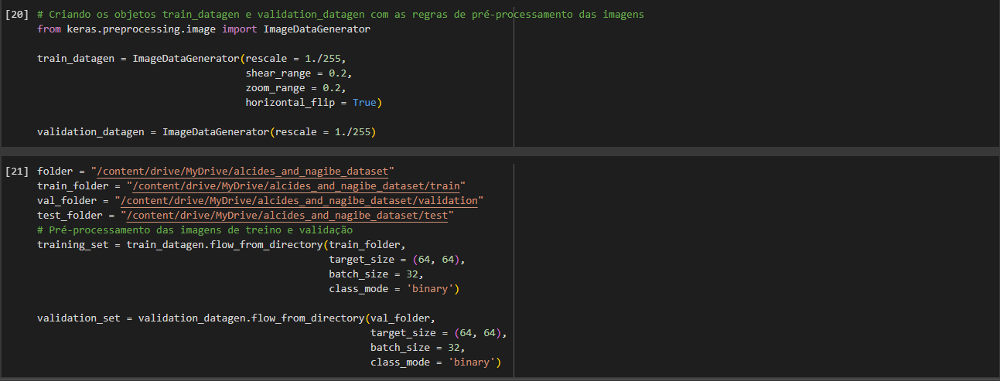 [20] # Criando os objetos train_datagen e validation_datagen com as regras de pré-processamento das imagens
from keras.preprocessing.image import ImageDataGenerator
train_datagen = ImageDataGenerator(rescale = 1./255,
shear_range = 0.2,
zoom_range = 0.2,
horizontal_flip = True)
validation_datagen = ImageDataGenerator(rescale = 1./255)
[21] folder = "/content/drive/MyDrive/alcides_and_nagibe_dataset"
train_folder = "/content/drive/MyDrive/alcides_and_nagibe_dataset/train"
val_folder = "/content/drive/MyDrive/alcides_and_nagibe_dataset/validation"
test_folder = "/content/drive/MyDrive/alcides_and_nagibe_dataset/test"
# Pré-processamento das imagens de treino e validação
training_set = train_datagen.flow_from_directory(train_folder,
target_size = (64, 64),
batch_size = 32,
class_mode = 'binary')
validation_set = validation_datagen.flow_from_directory(val_folder,
target_size = (64, 64),
batch_size = 32,
class_mode = 'binary')